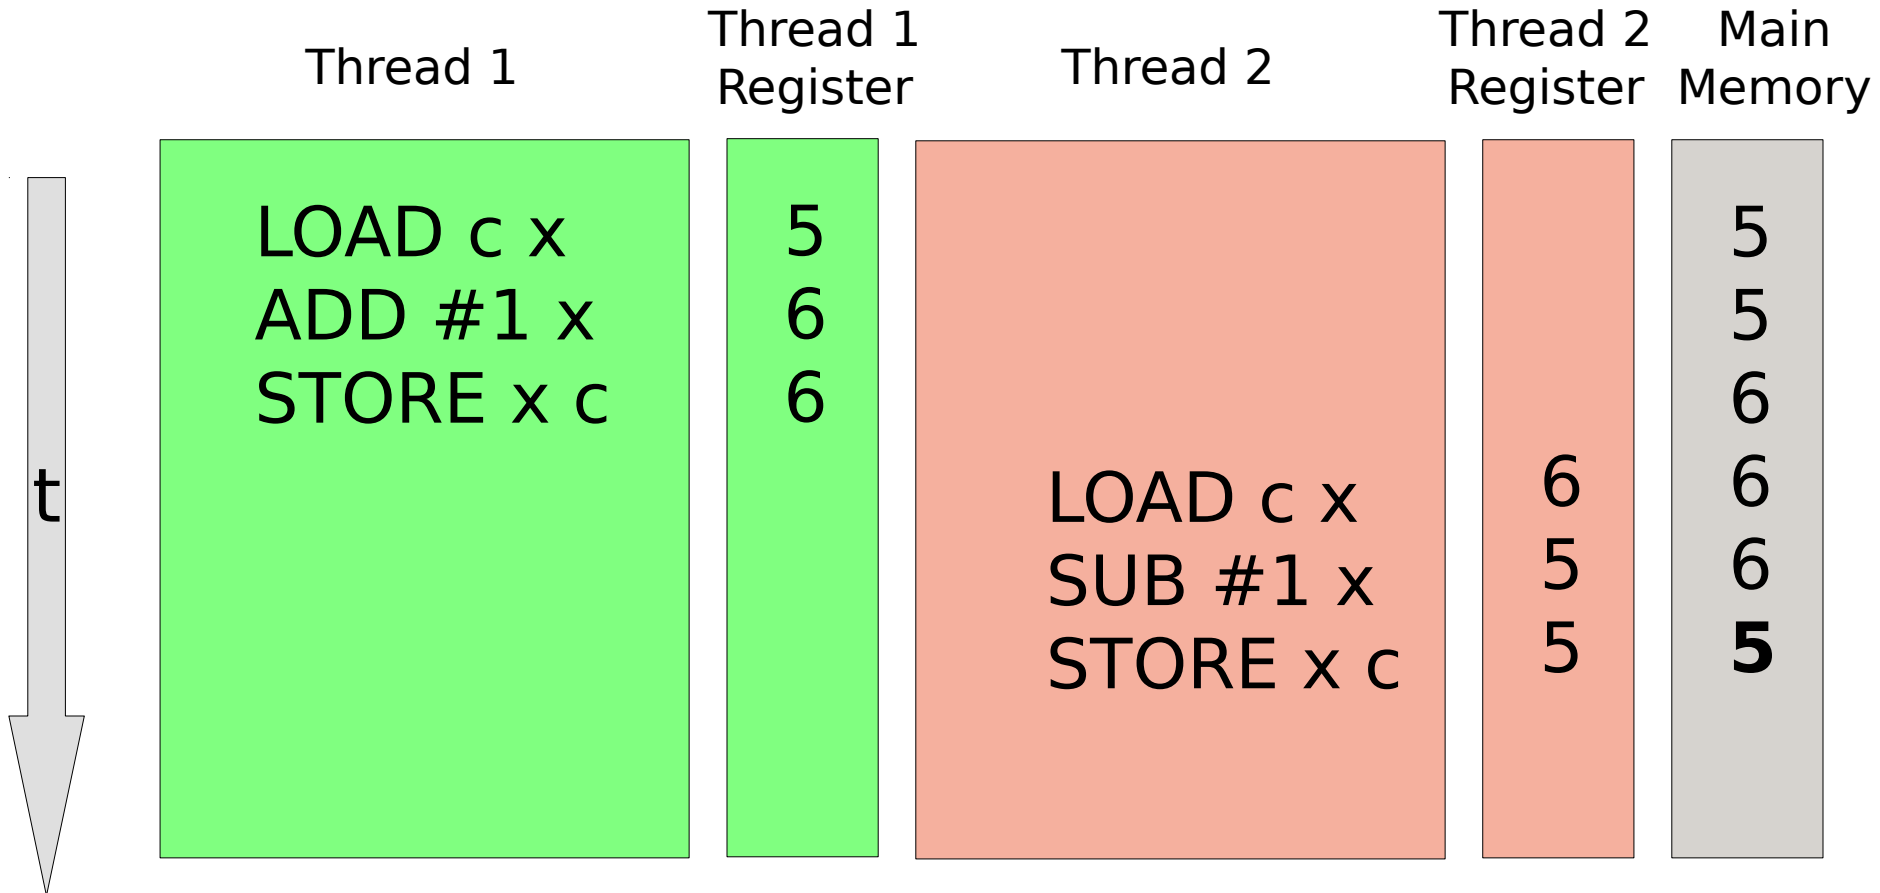 Thread 1
Thread 1
Register
Thread 2
Thread 2
Register
Main
Memory
t
LOAD c x
ADD #1 x
STORE x c
5
6
6
LOAD c x
SUB #1 x
STORE x c
6
5
5
5
5
6
6
6
5